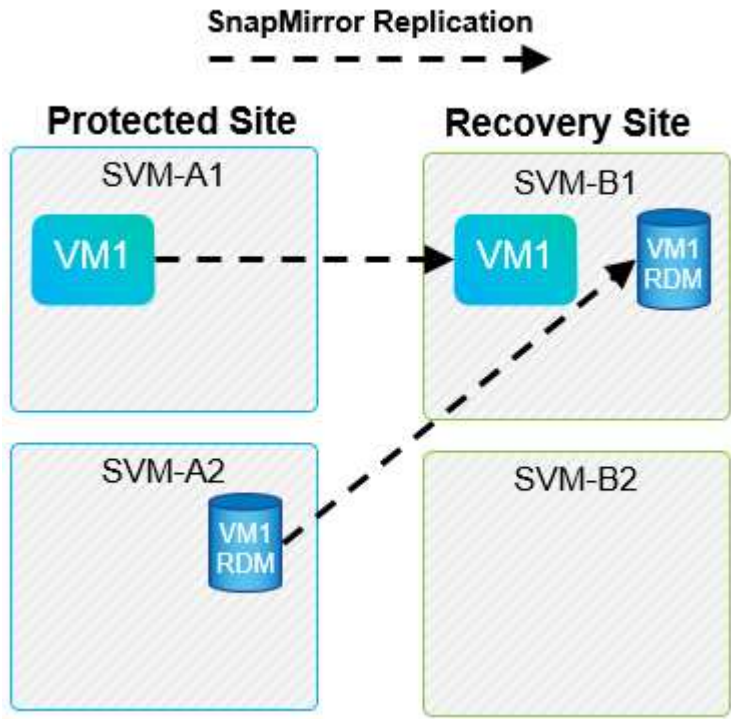 SnapMirror Replication
Protected Site
Recovery Site
SVM-A1
VM1
SVM-B1
VM1
VM1
RDM
SVM-A2
VM1
RDM
SVM-B2